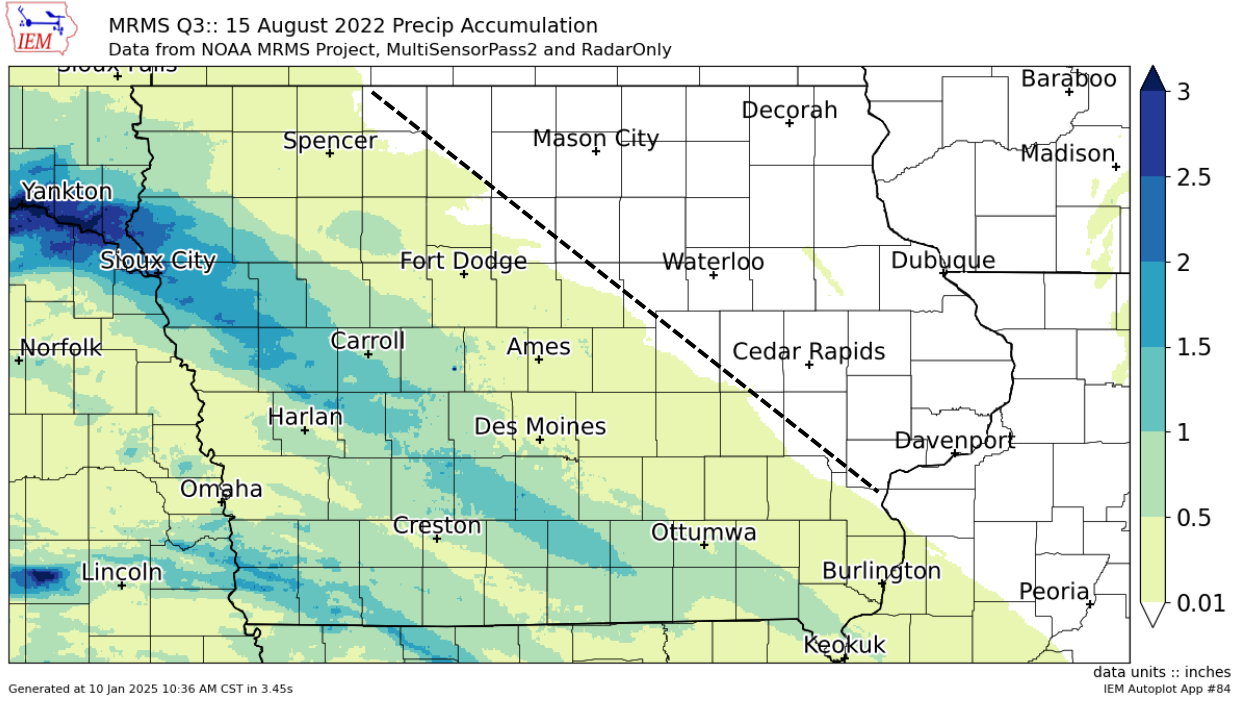 IEM
MRMS Q3:: 15 August 2022 Precip Accumulation
Data from NOAA MRMS Project, MultiSensorPass2 and RadarOnly
Sioux Falls
Baraboo
Decorah
Spencer
Mason City
Madison
Yankton
Sioux City
Fort Dodge
Waterloo
Dubuque
Norfolk
Carroll
Ames
Cedar Rapids
Harlan
Des Moines
Davenport
Omaha
Creston
Ottumwa
Lincoln
Burlington
Peoria
Keokuk
3
2.5
2
1.5
1
0.5
0.01
data units :: inches
Generated at 10 Jan 2025 10:36 AM CST in 3.45s
IEM Autoplot App #84